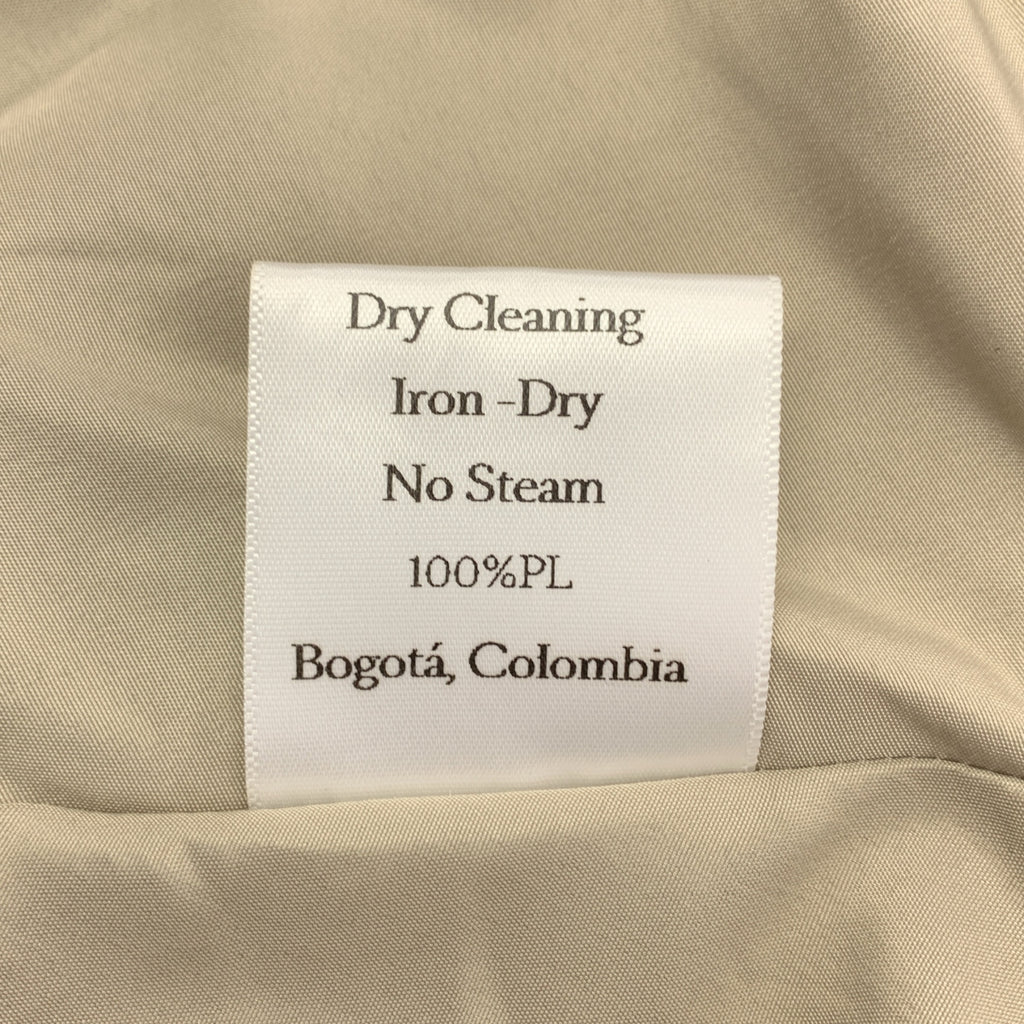 Dry Cleaning
Iron -Dry
No Steam
100%PL
Bogotá, Colombia